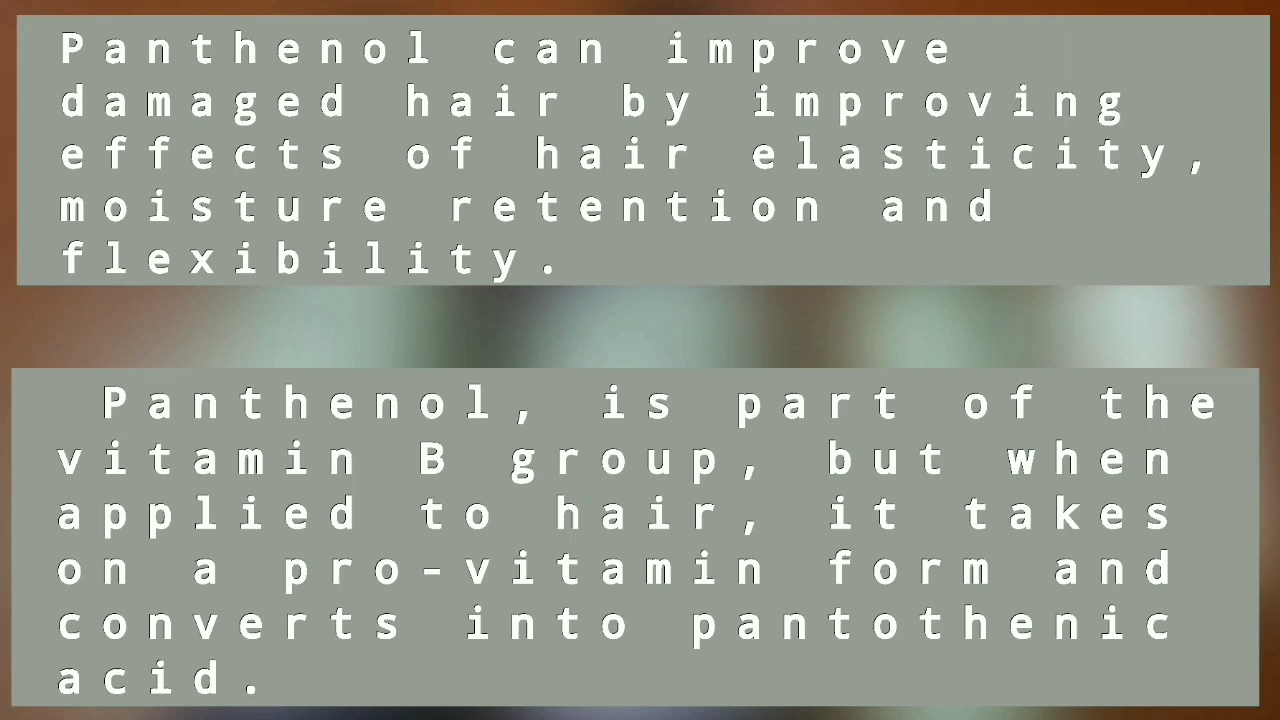 Panthenol can improve
damaged hair by improving
effects of hair elasticity,
moisture retention and
flexibility.
Panthenol, is part of the
vitamin B group, but when
applied to hair, it takes
on a pro-vitamin form and
converts into pantothenic
acid.